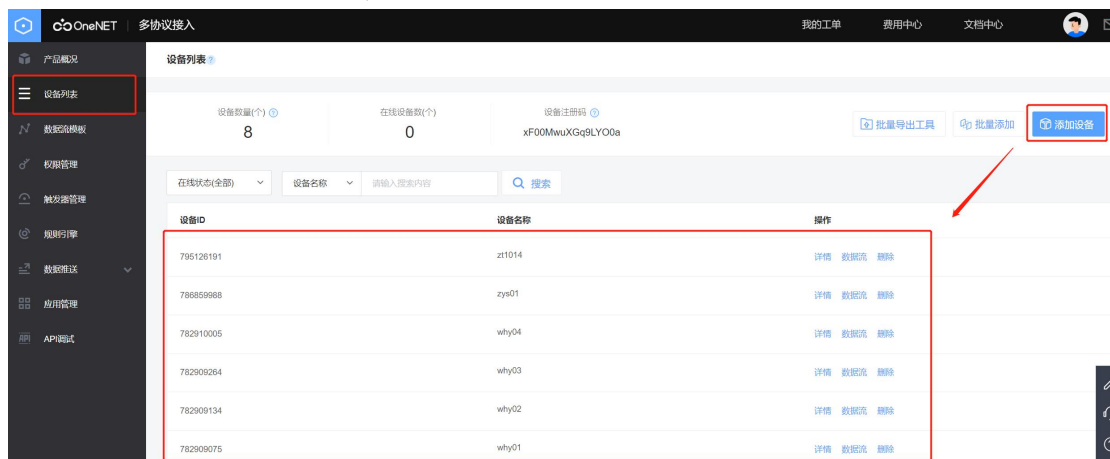 OneNET 多协议接入 我的工单 费用中心 文档中心
产品概况
设备列表
数据流模板
权限管理
触发器管理
规则引擎
数据推送
应用管理
API API调试
设备列表
设备数量(个) 在线设备数(个) 设备注册码
8 0 xF00MwuXGq9LYO0a
批量导出工具 批量添加 添加设备
在线状态(全部) 设备名称 请输入搜索内容 搜索
设备ID 设备名称 操作
795126191 zt1014 详情 数据流 删除
786859988 zys01 详情 数据流 删除
782910005 why04 详情 数据流 删除
782909264 why03 详情 数据流 删除
782909134 why02 详情 数据流 删除
782909075 why01 详情 数据流 删除